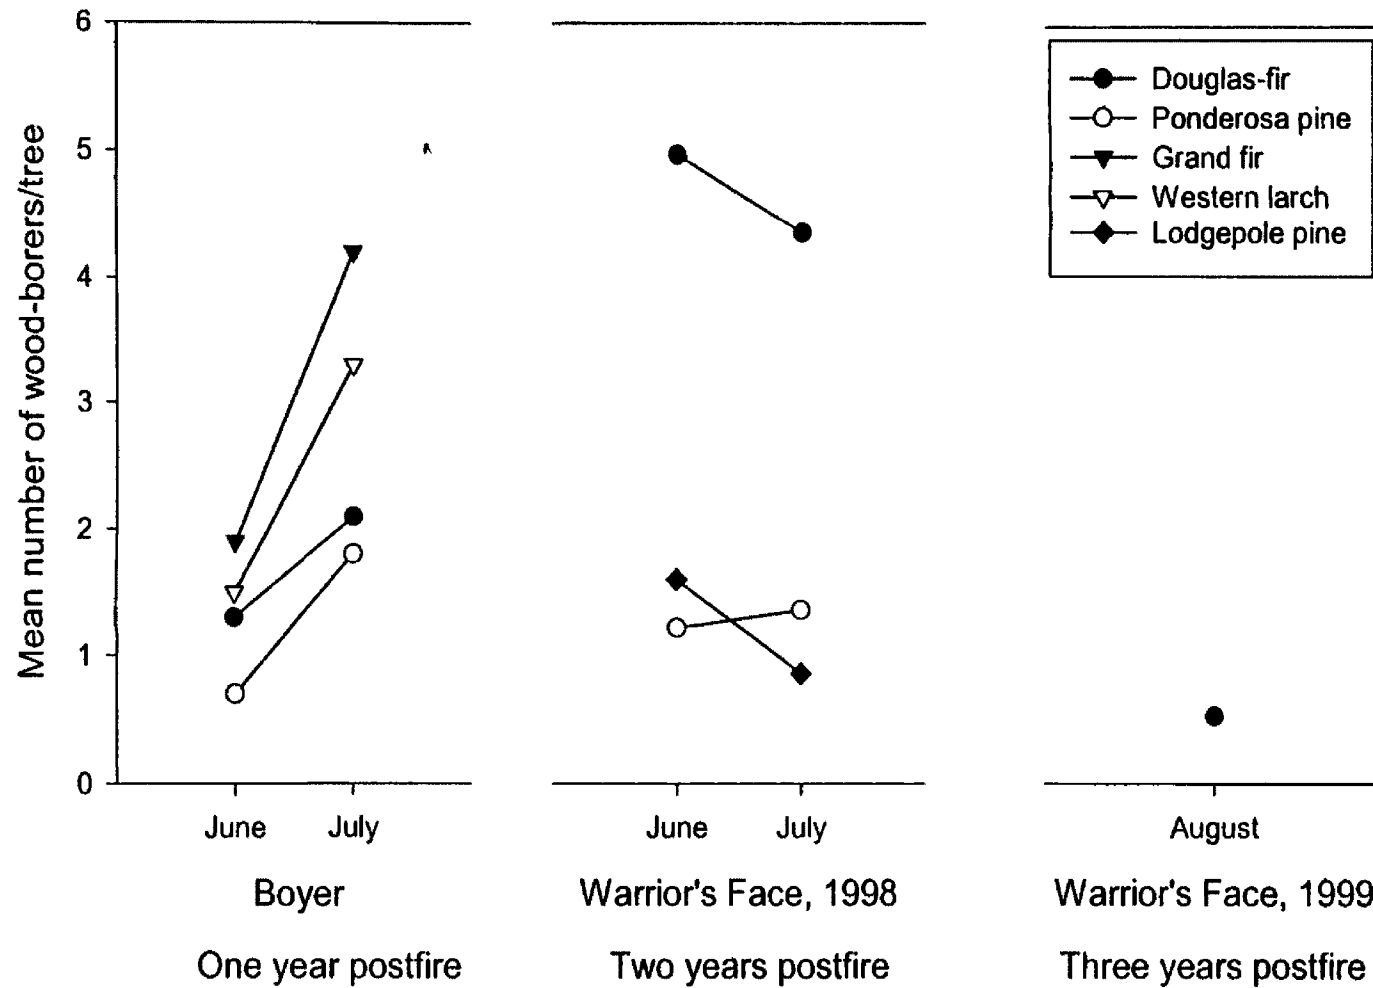 Mean number of wood-borers/tree
6
5
4
3
2
1
0
Douglas-fir
Ponderosa pine
Grand fir
Western larch
Lodgepole pine
June July
June July
August
Boyer
Warrior's Face, 1998
Warrior's Face, 1999
One year postfire
Two years postfire
Three years postfire